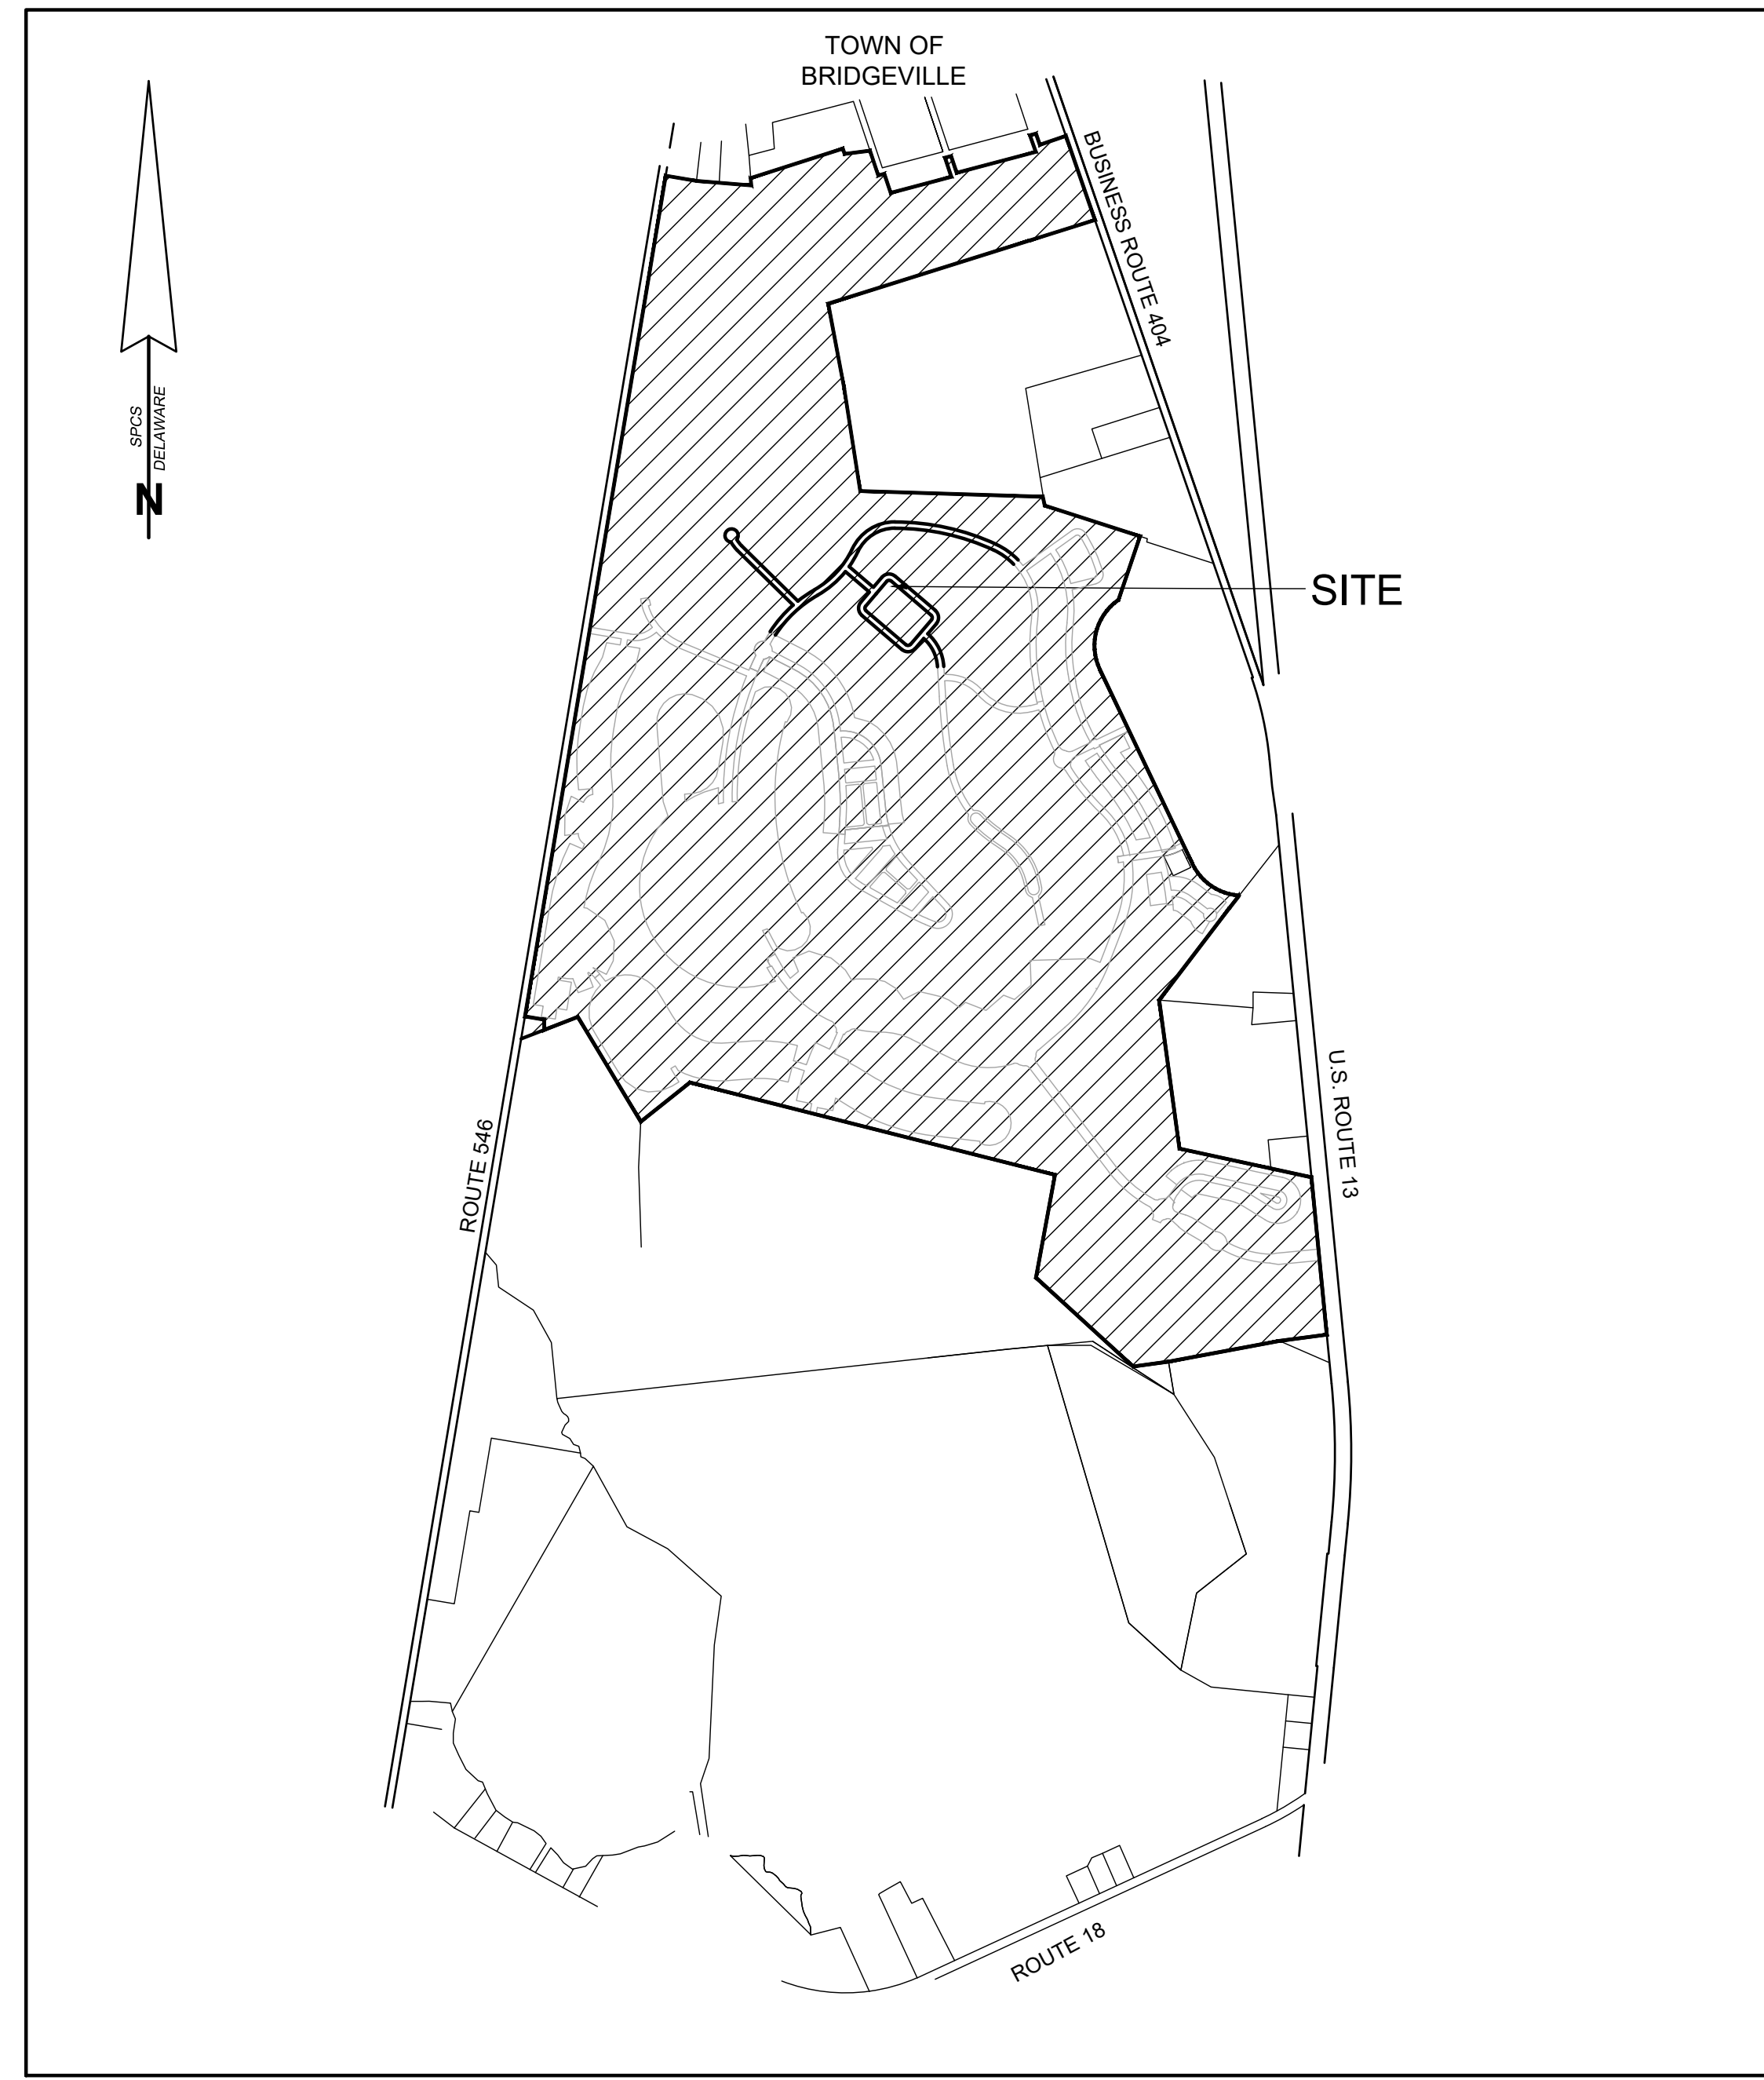 TOWN OF
BRIDGEVILLE
BUSINESS ROUTE 404
SPCS
DELAWARE
N
SITE
U.S. ROUTE 13
ROUTE 546
ROUTE 18